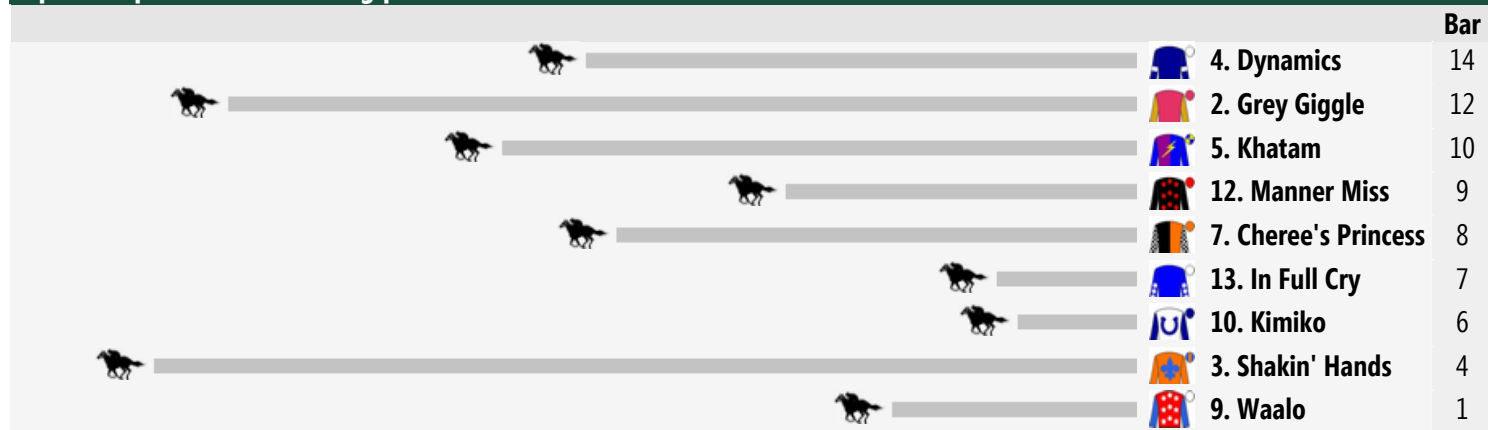 Bar
4. Dynamics 14
2. Grey Giggle 12
5. Khatam 10
12. Manner Miss 9
7. Cheree's Princess 8
13. In Full Cry 7
10. Kimiko 6
3. Shakin' Hands 4
9. Waalo 1